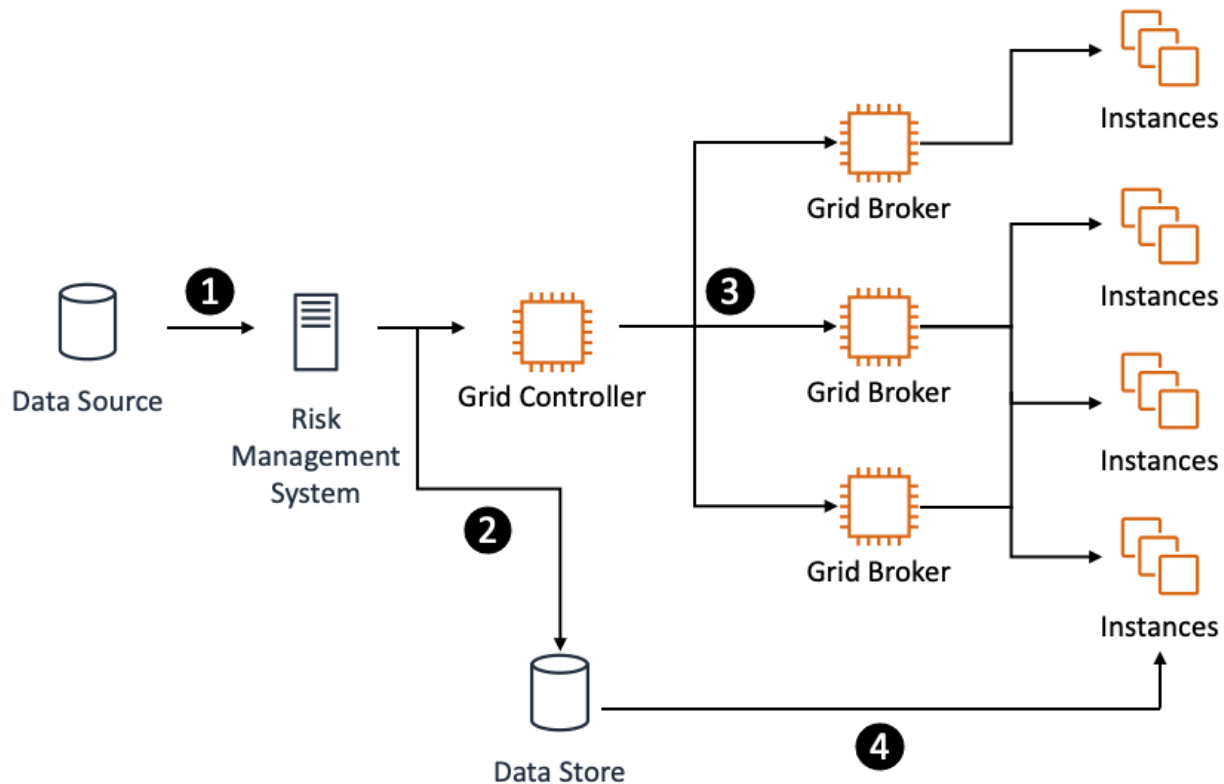 Instances
Grid Broker
1
3
Instances
Data Source
Risk
Management
System
Grid Controller
Grid Broker
Instances
2
Grid Broker
Instances
4
Data Store